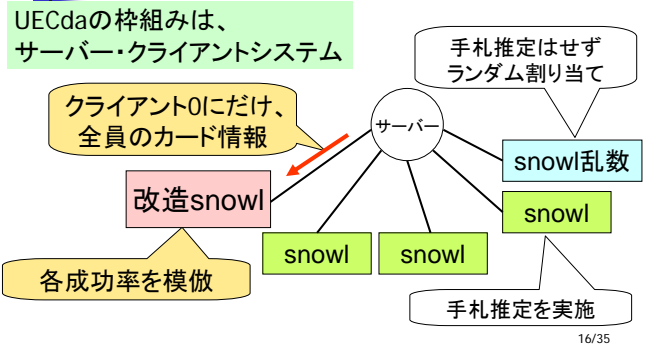 UECdaの枠組みは、
サーバー・クライアントシステム
手札推定はせず
ランダム割り当て
クライアント0にだけ、
全員のカード情報
サーバー
snowl乱数
改造snowl
snowl
snowl
snowl
各成功率を模倣
手札推定を実施
16/35